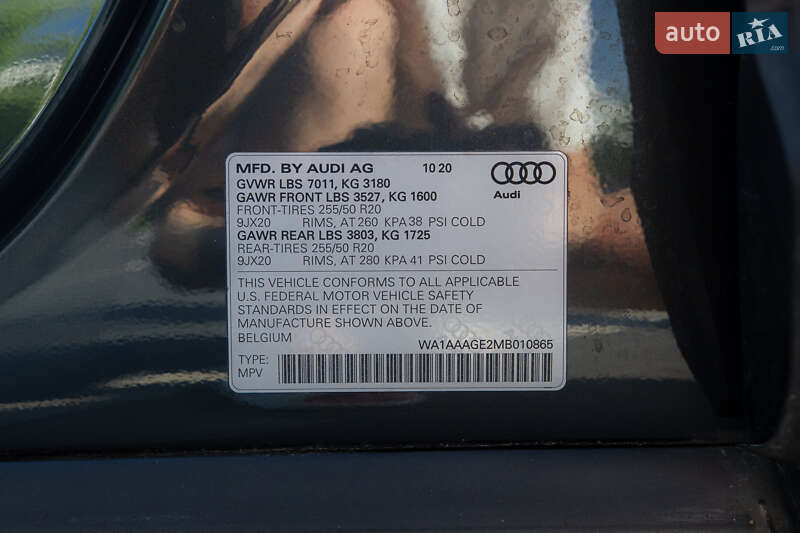 auto RIA .com
MFD. BY AUDI AG 10 20
GVWR LBS 7011, KG 3180
GAWR FRONT LBS 3527, KG 1600
FRONT-TIRES 255/50 R20
9JX20 RIMS, AT 260 KPA 38 PSI COLD
GAWR REAR LBS 3803, KG 1725
REAR-TIRES 255/50 R20
9JX20 RIMS, AT 280 KPA 41 PSI COLD
Audi
THIS VEHICLE CONFORMS TO ALL APPLICABLE
U.S. FEDERAL MOTOR VEHICLE SAFETY
STANDARDS IN EFFECT ON THE DATE OF
MANUFACTURE SHOWN ABOVE.
BELGIUM WA1AAAGE2MB010865
TYPE:
MPV